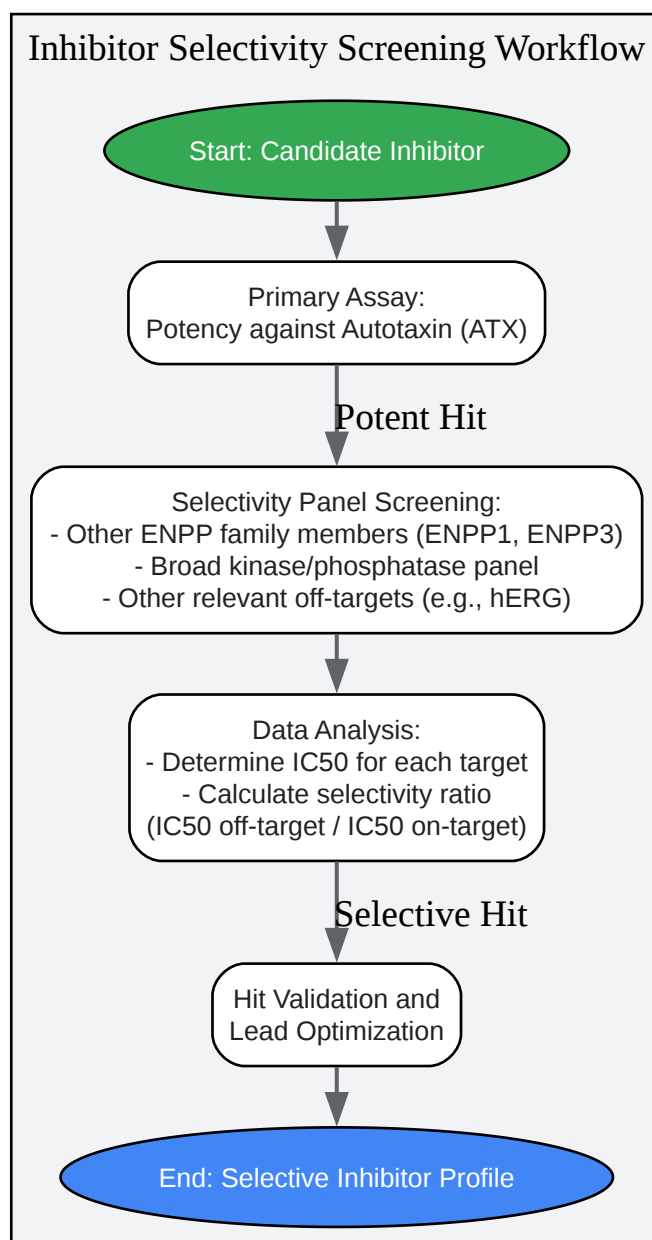 Inhibitor Selectivity Screening Workflow
Start: Candidate Inhibitor
Primary Assay:
Potency against Autotaxin (ATX)
Potent Hit
Selectivity Panel Screening:
- Other ENPP family members (ENPP1, ENPP3)
- Broad kinase/phosphatase panel
- Other relevant off-targets (e.g., hERG)
Data Analysis:
- Determine IC50 for each target
- Calculate selectivity ratio
(IC50 off-target / IC50 on-target)
Selective Hit
Hit Validation and
Lead Optimization
End: Selective Inhibitor Profile